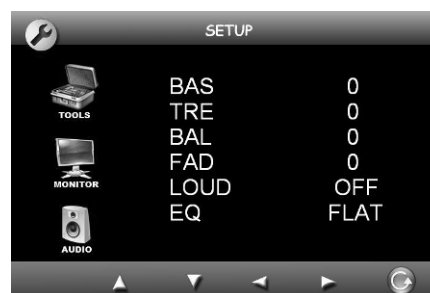 SETUP
BAS 0
TRE 0
TOOLS
BAL 0
FAD 0
MONITOR
LOUD OFF
EQ FLAT
AUDIO